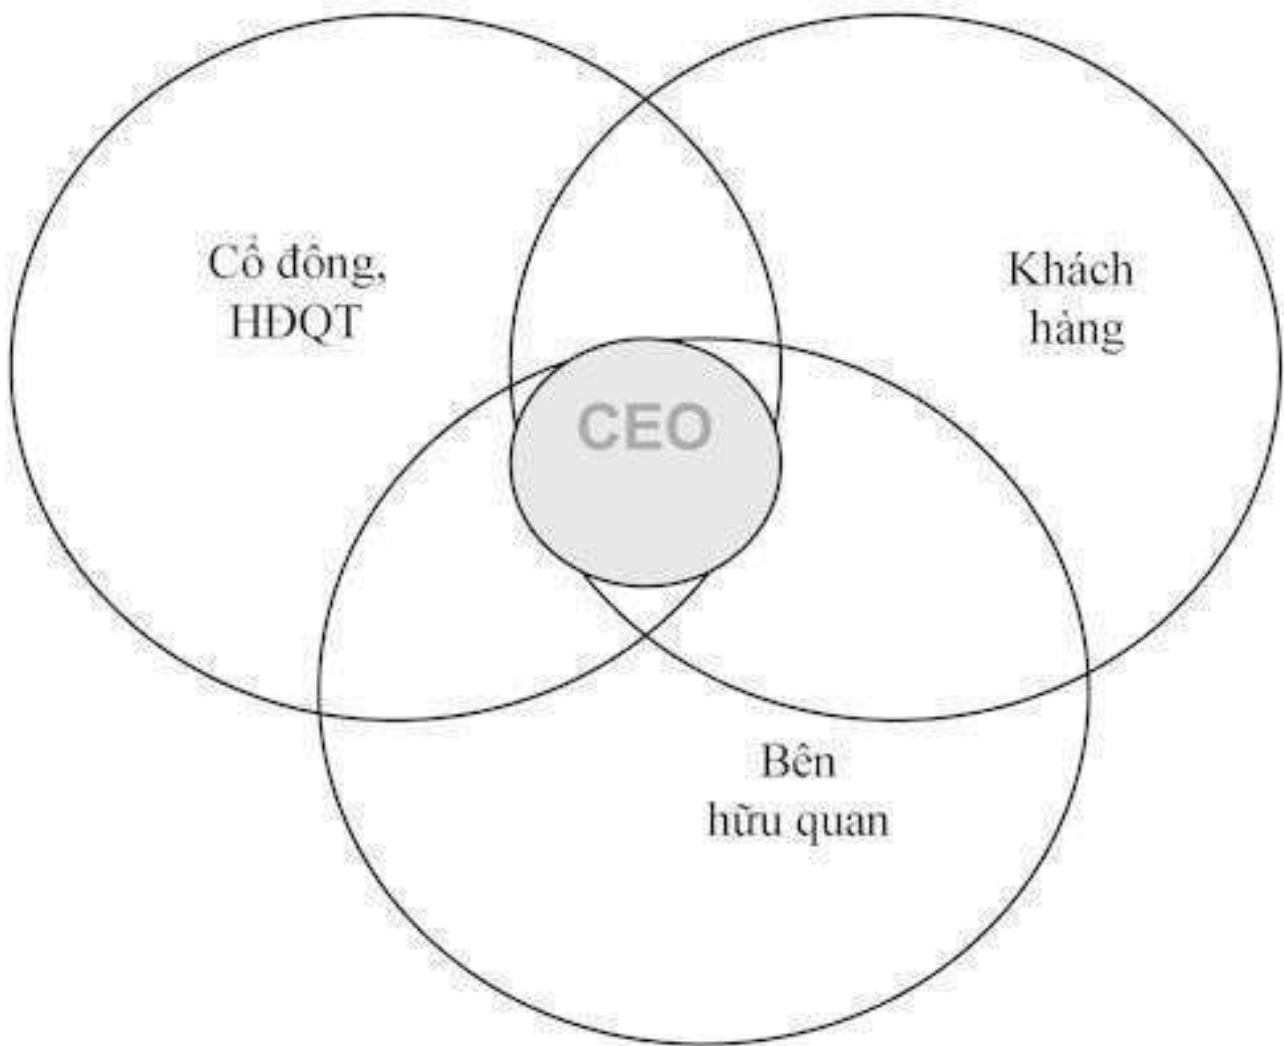 Cổ đông,
HĐQT
Khách
hàng
CEO
Bên
hữu quan